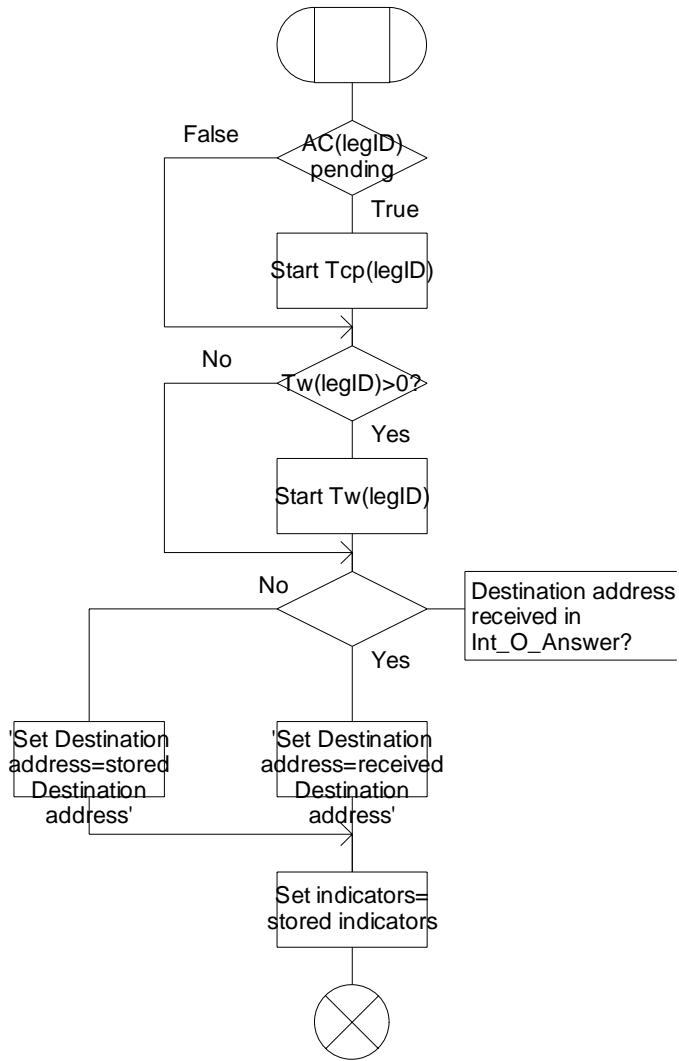 False
AC(legID)
pending
True
Start Tcp(legID)
No
Tw(legID)>0?
Yes
Start Tw(legID)
No
Destination address
received in
Int_O_Answer?
Yes
'Set Destination
address=stored
Destination
address'
'Set Destination
address=received
Destination
address'
Set indicators=
stored indicators